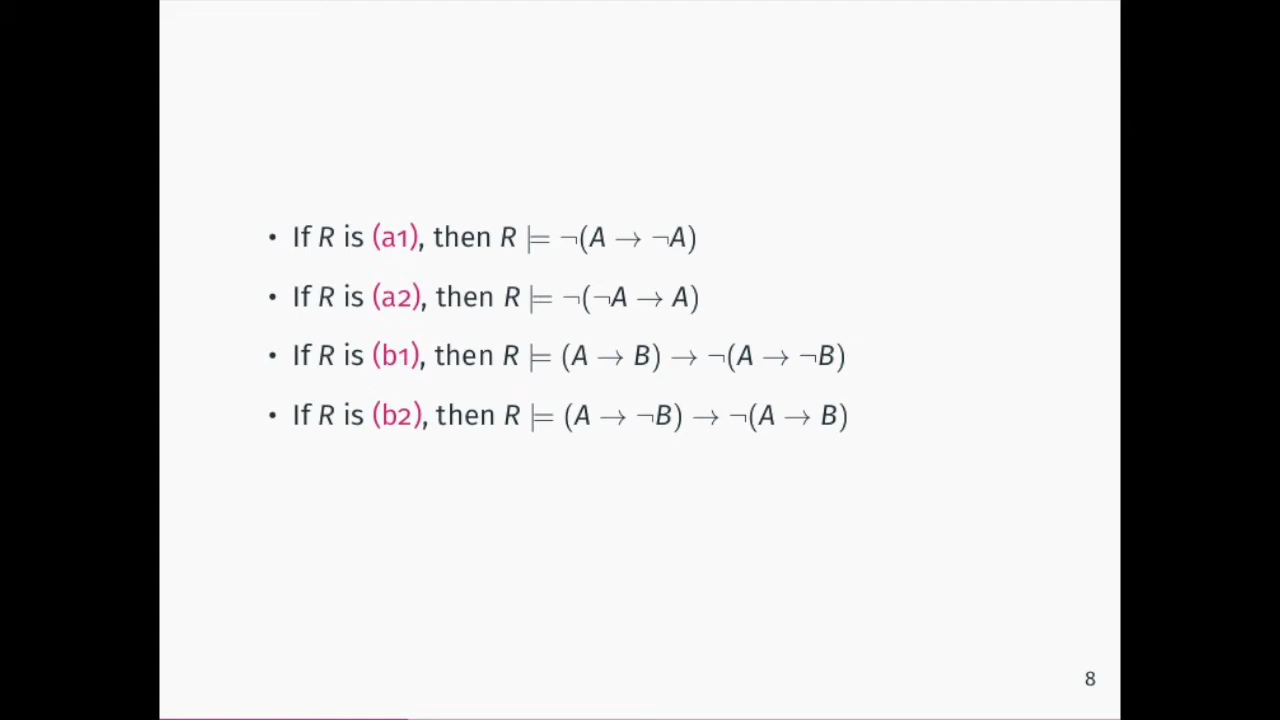 • If R is (a1), then R ⊨ ¬(A → ¬A)
• If R is (a2), then R ⊨ ¬(¬A → A)
• If R is (b1), then R ⊨ (A → B) → ¬(A → ¬B)
• If R is (b2), then R ⊨ (A → ¬B) → ¬(A → B)
8